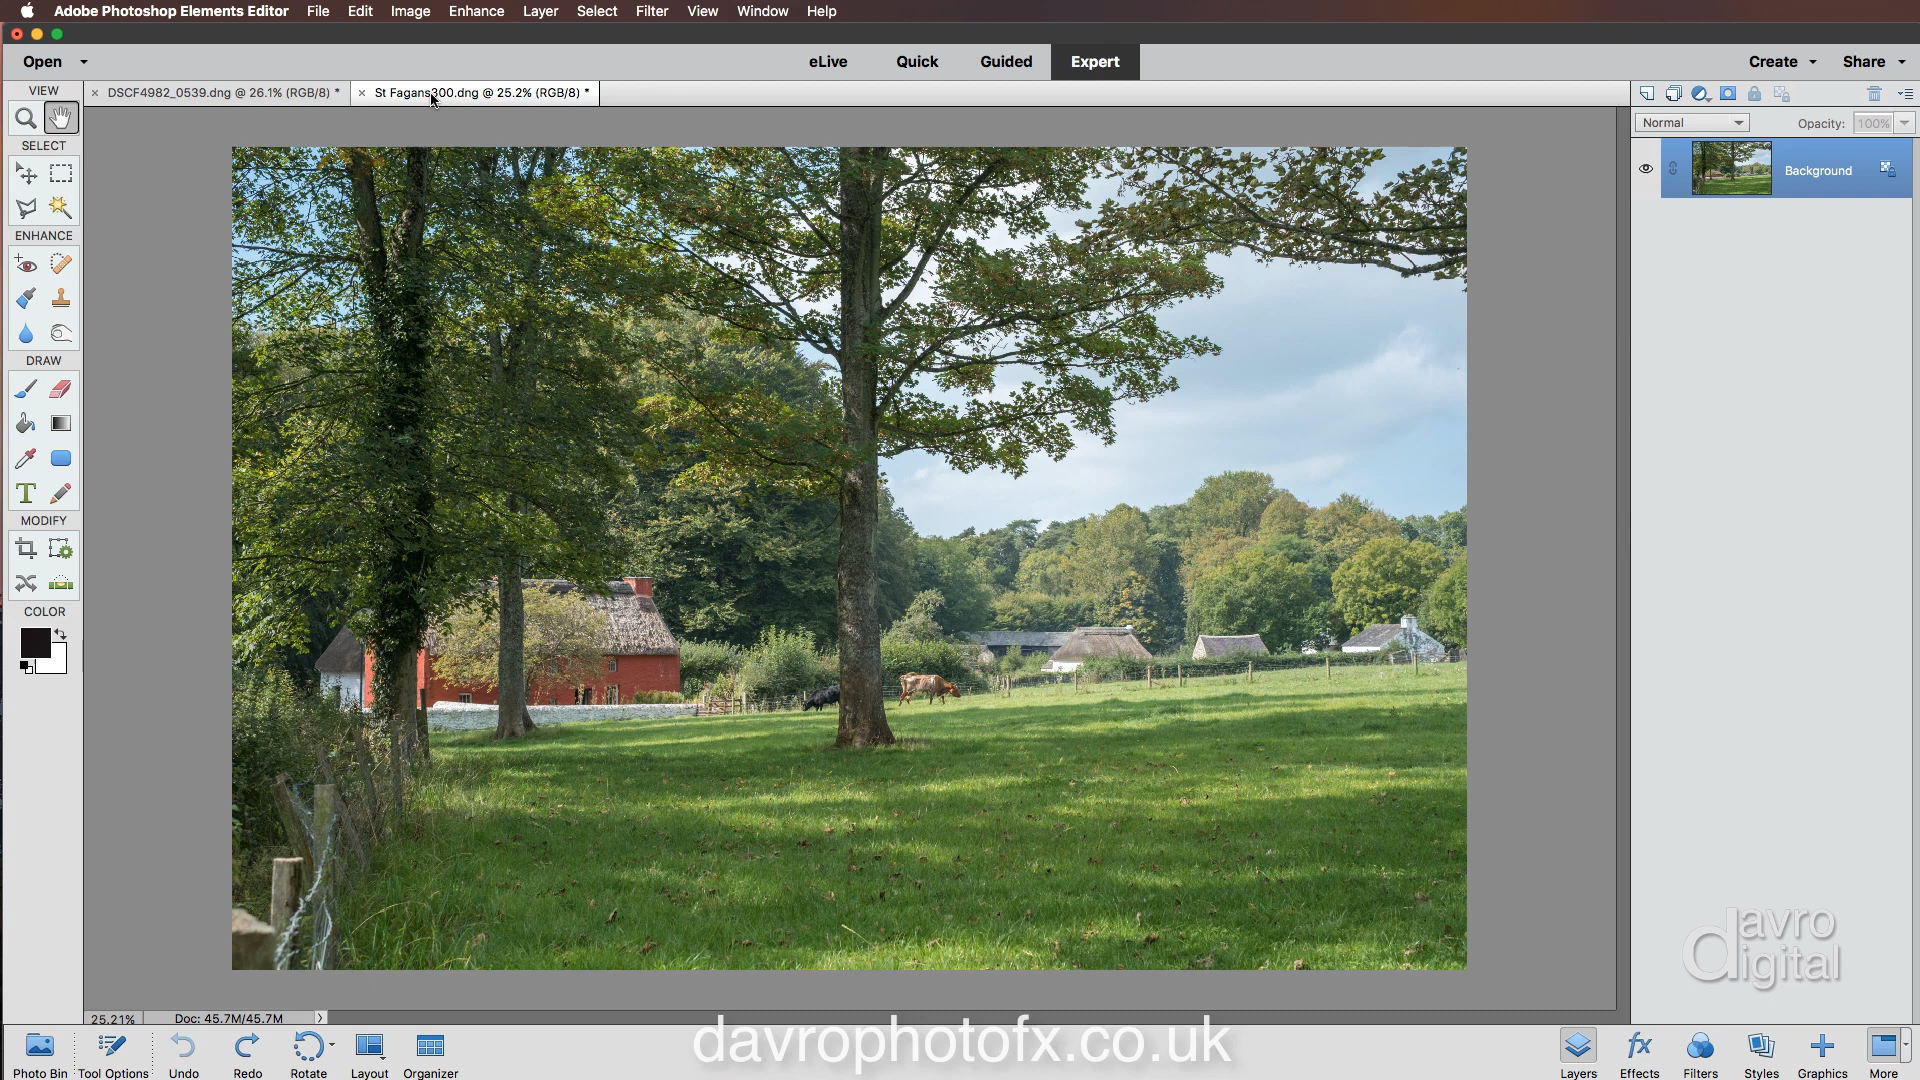 Adobe Photoshop Elements Editor File Edit Image Enhance Layer Select Filter View Window Help
Open eLive Quick Guided Expert Create Share
VIEW
× DSCF4982_0539.dng @ 26.1% (RGB/8) *
× St Fagans300.dng @ 25.2% (RGB/8) *
Normal Opacity: 100%
SELECT
Background
ENHANCE
DRAW
T
MODIFY
COLOR
davro
digital
25.21% Doc: 45.7M/45.7M
davrophotofx.co.uk
Photo Bin Tool Options Undo Redo Rotate Layout Organizer
fx
Layers Effects Filters Styles Graphics More